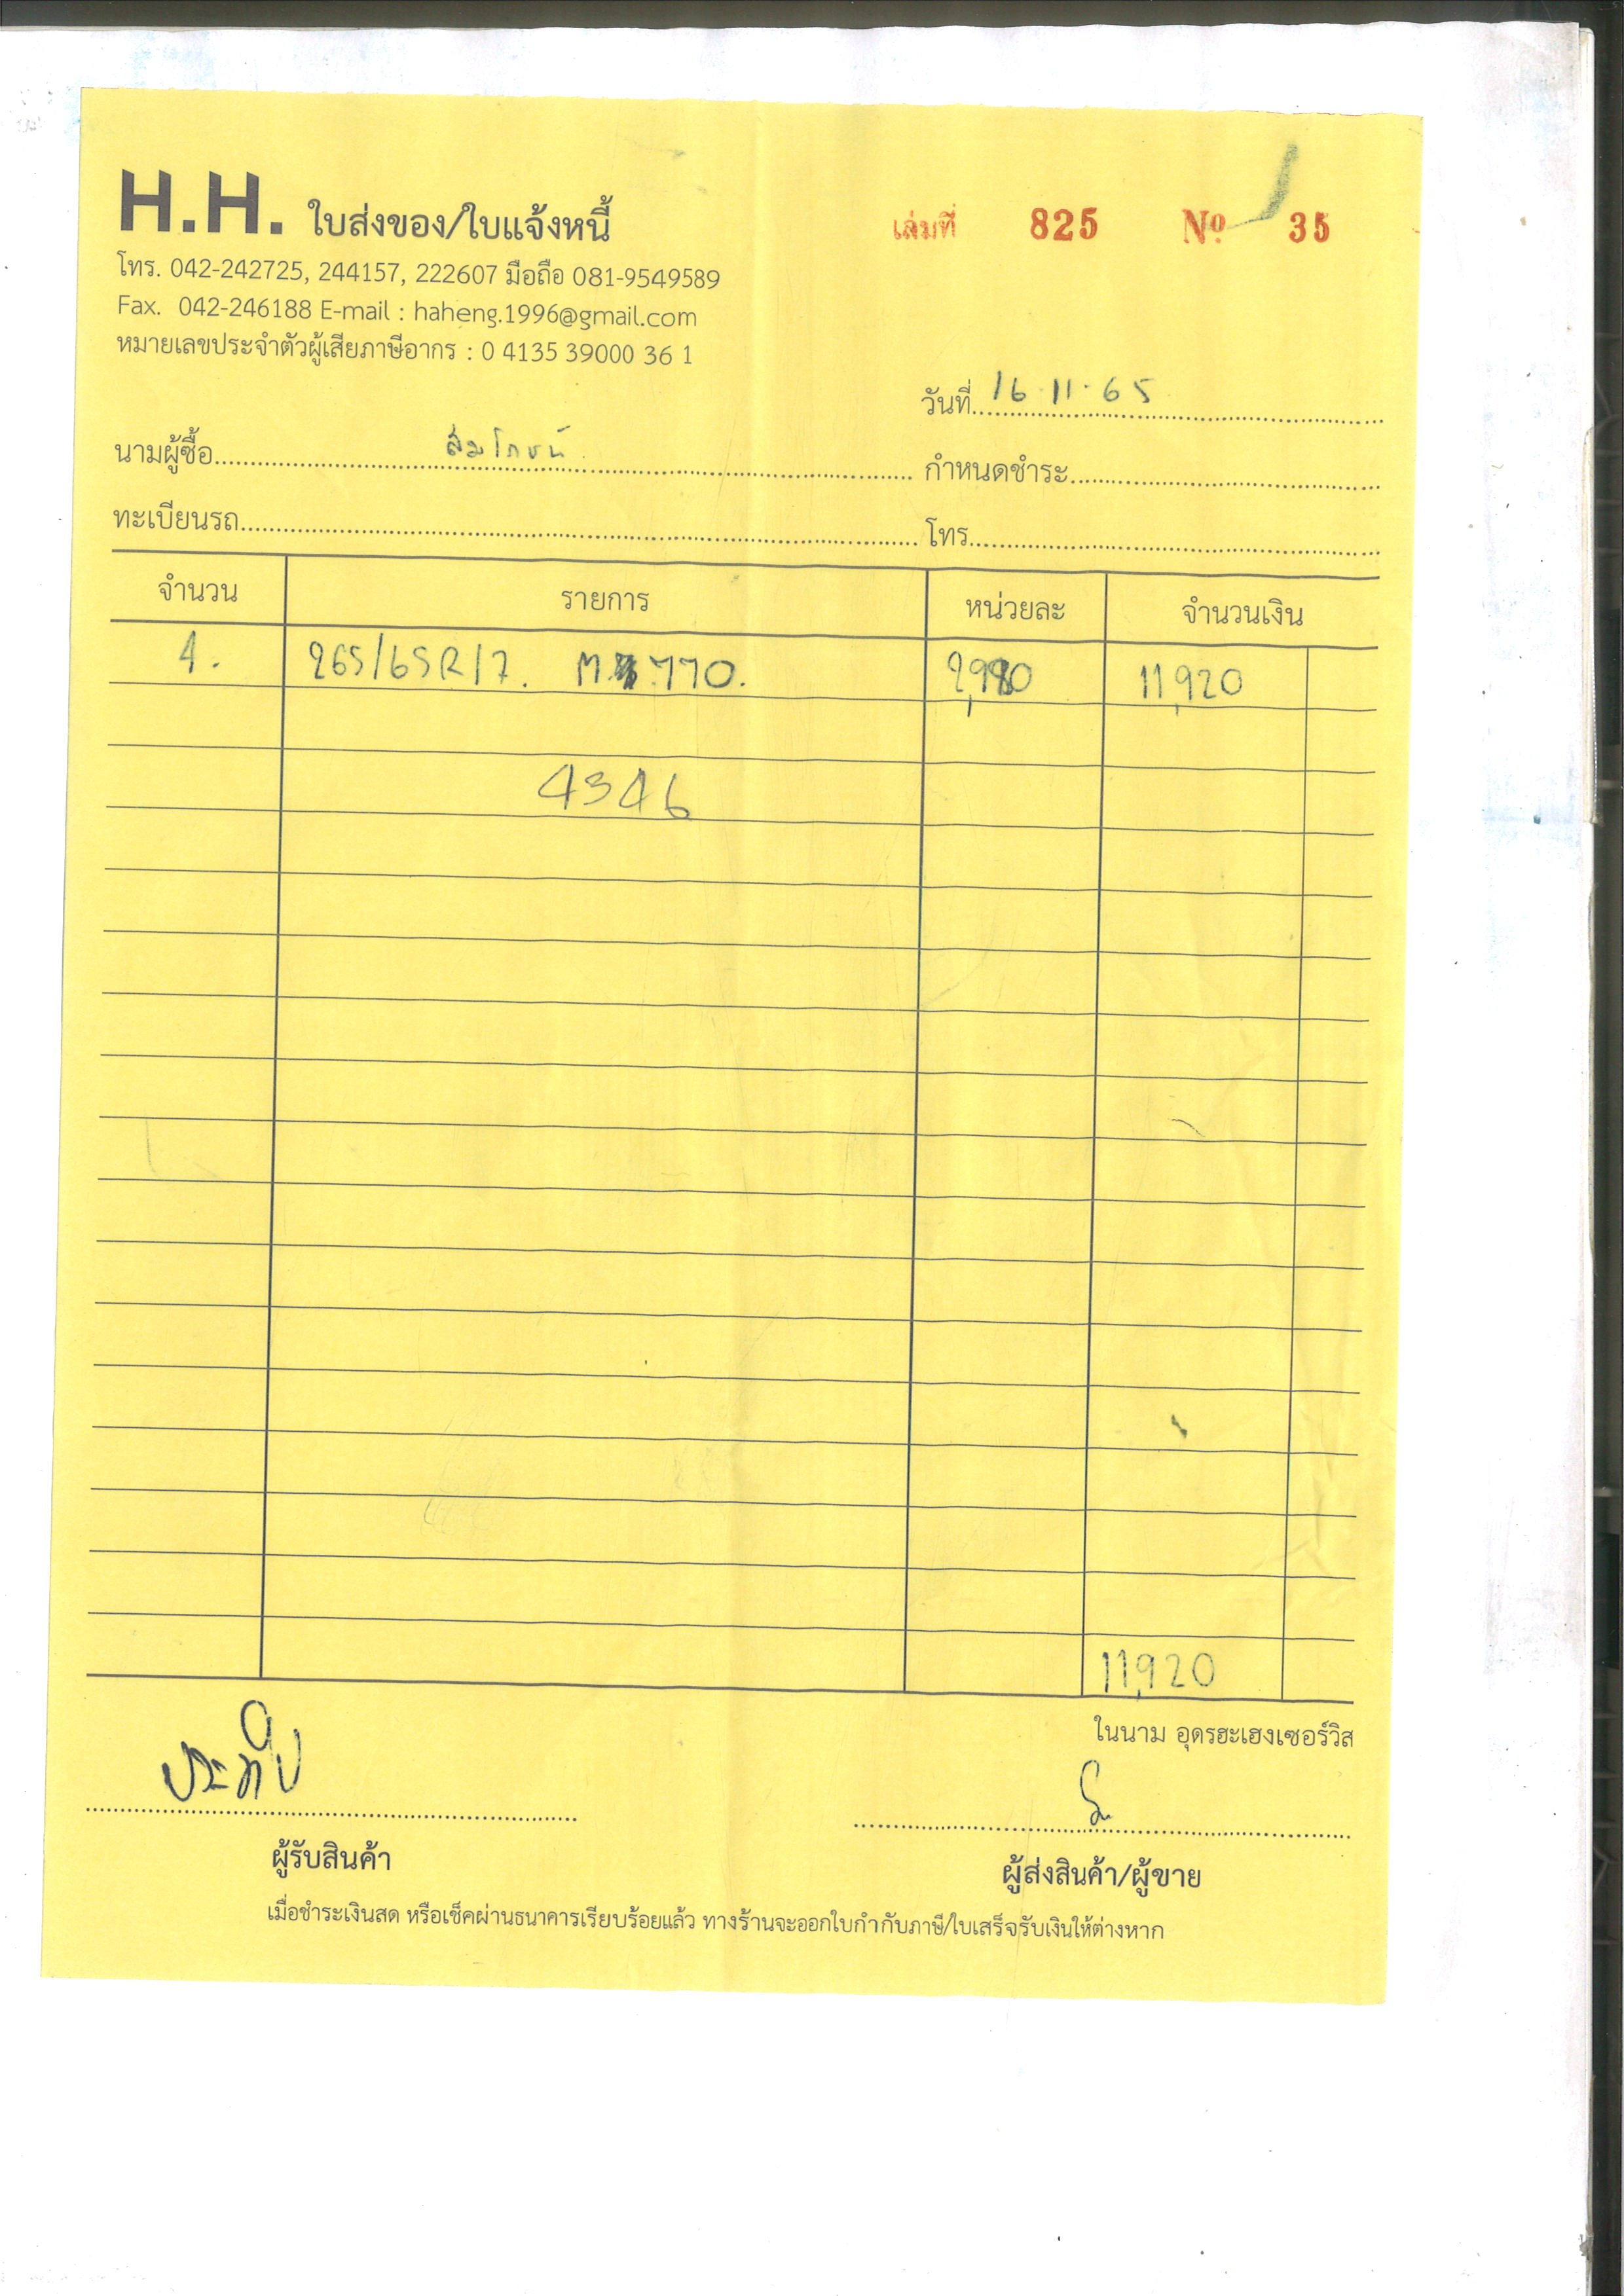 H.H. ใบส่งของ/ใบแจ้งหนี้
เล่มที่ 825 № 35
โทร. 042-242725, 244157, 222607 มือถือ 081-9549589
Fax. 042-246188 E-mail : haheng.1996@gmail.com
หมายเลขประจำตัวผู้เสียภาษีอากร : 0 4135 39000 36 1
วันที่ 16.11.65
นามผู้ซื้อ กำหนดชำระ
ทะเบียนรถ โทร.
จำนวน รายการ หน่วยละ จำนวนเงิน
4. 265/65R17. 770. 2,980 11,920
4346
11,920
ในนาม อุดรฮะเฮงเซอร์วิส
ประทีป
ผู้รับสินค้า ผู้ส่งสินค้า/ผู้ขาย
เมื่อชำระเงินสด หรือเช็คผ่านธนาคารเรียบร้อยแล้ว ทางร้านจะออกใบกำกับภาษี/ใบเสร็จรับเงินให้ต่างหาก